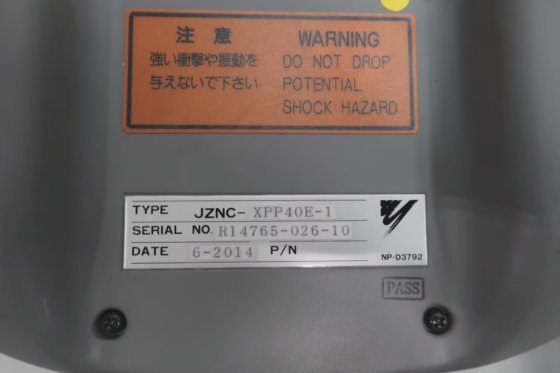 注意
強い衝撃や振動を
与えないで下さい
WARNING
DO NOT DROP
POTENTIAL
SHOCK HAZARD
TYPE JZNC-XPP40E-1
SERIAL NO. R14765-026-10
DATE 6-2014 P/N
NP-D3792
PASS